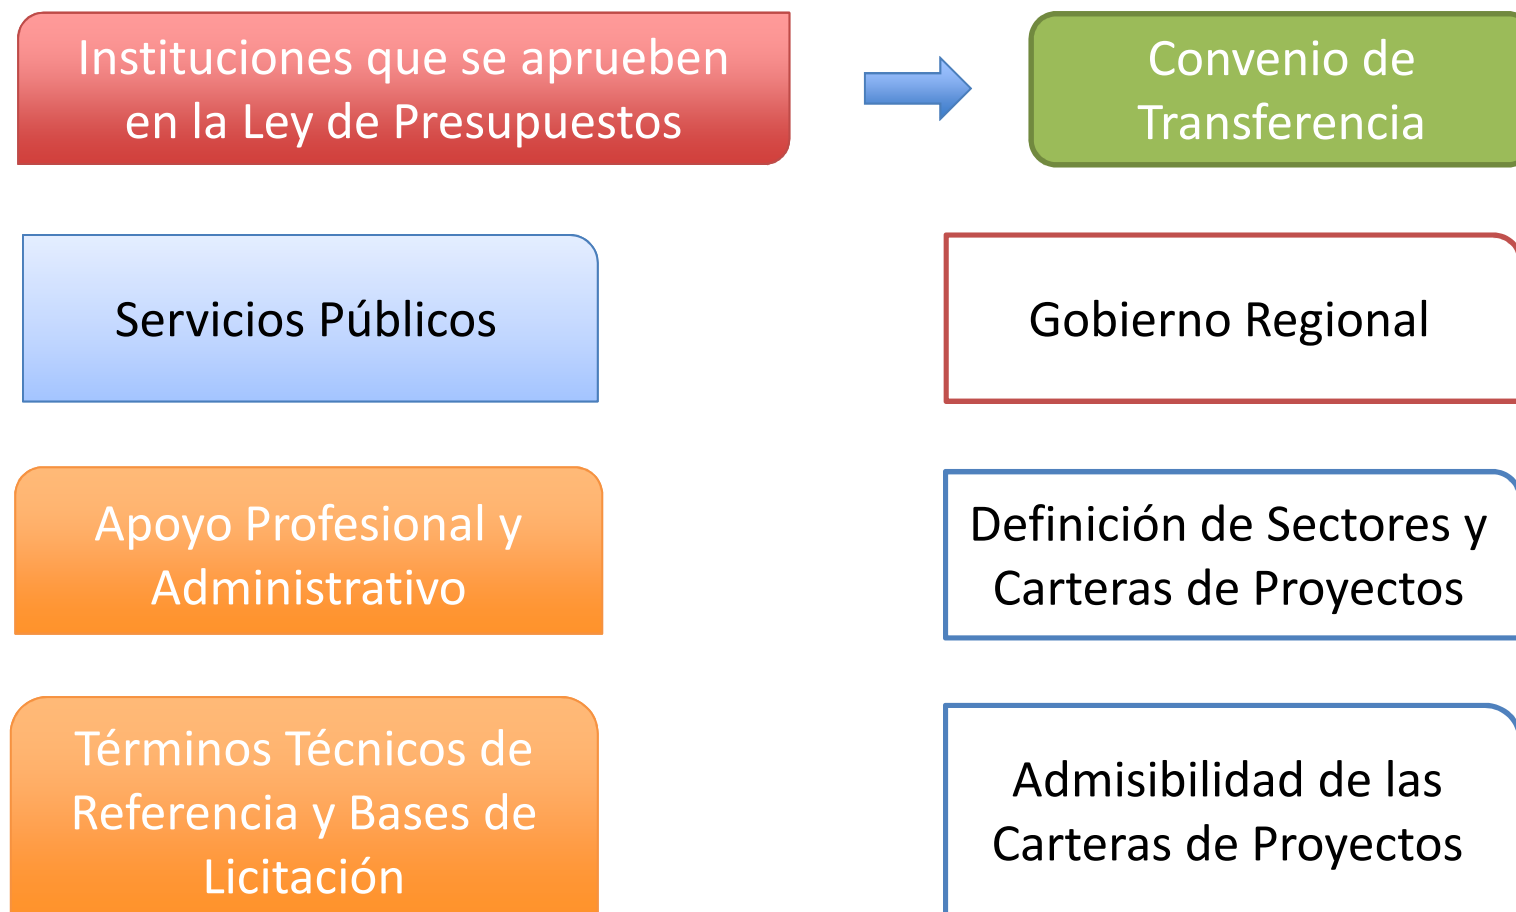 Instituciones que se aprueben
en la Ley de Presupuestos
Convenio de
Transferencia
Servicios Públicos
Gobierno Regional
Apoyo Profesional y
Administrativo
Definición de Sectores y
Carteras de Proyectos
Términos Técnicos de
Referencia y Bases de
Licitación
Admisibilidad de las
Carteras de Proyectos